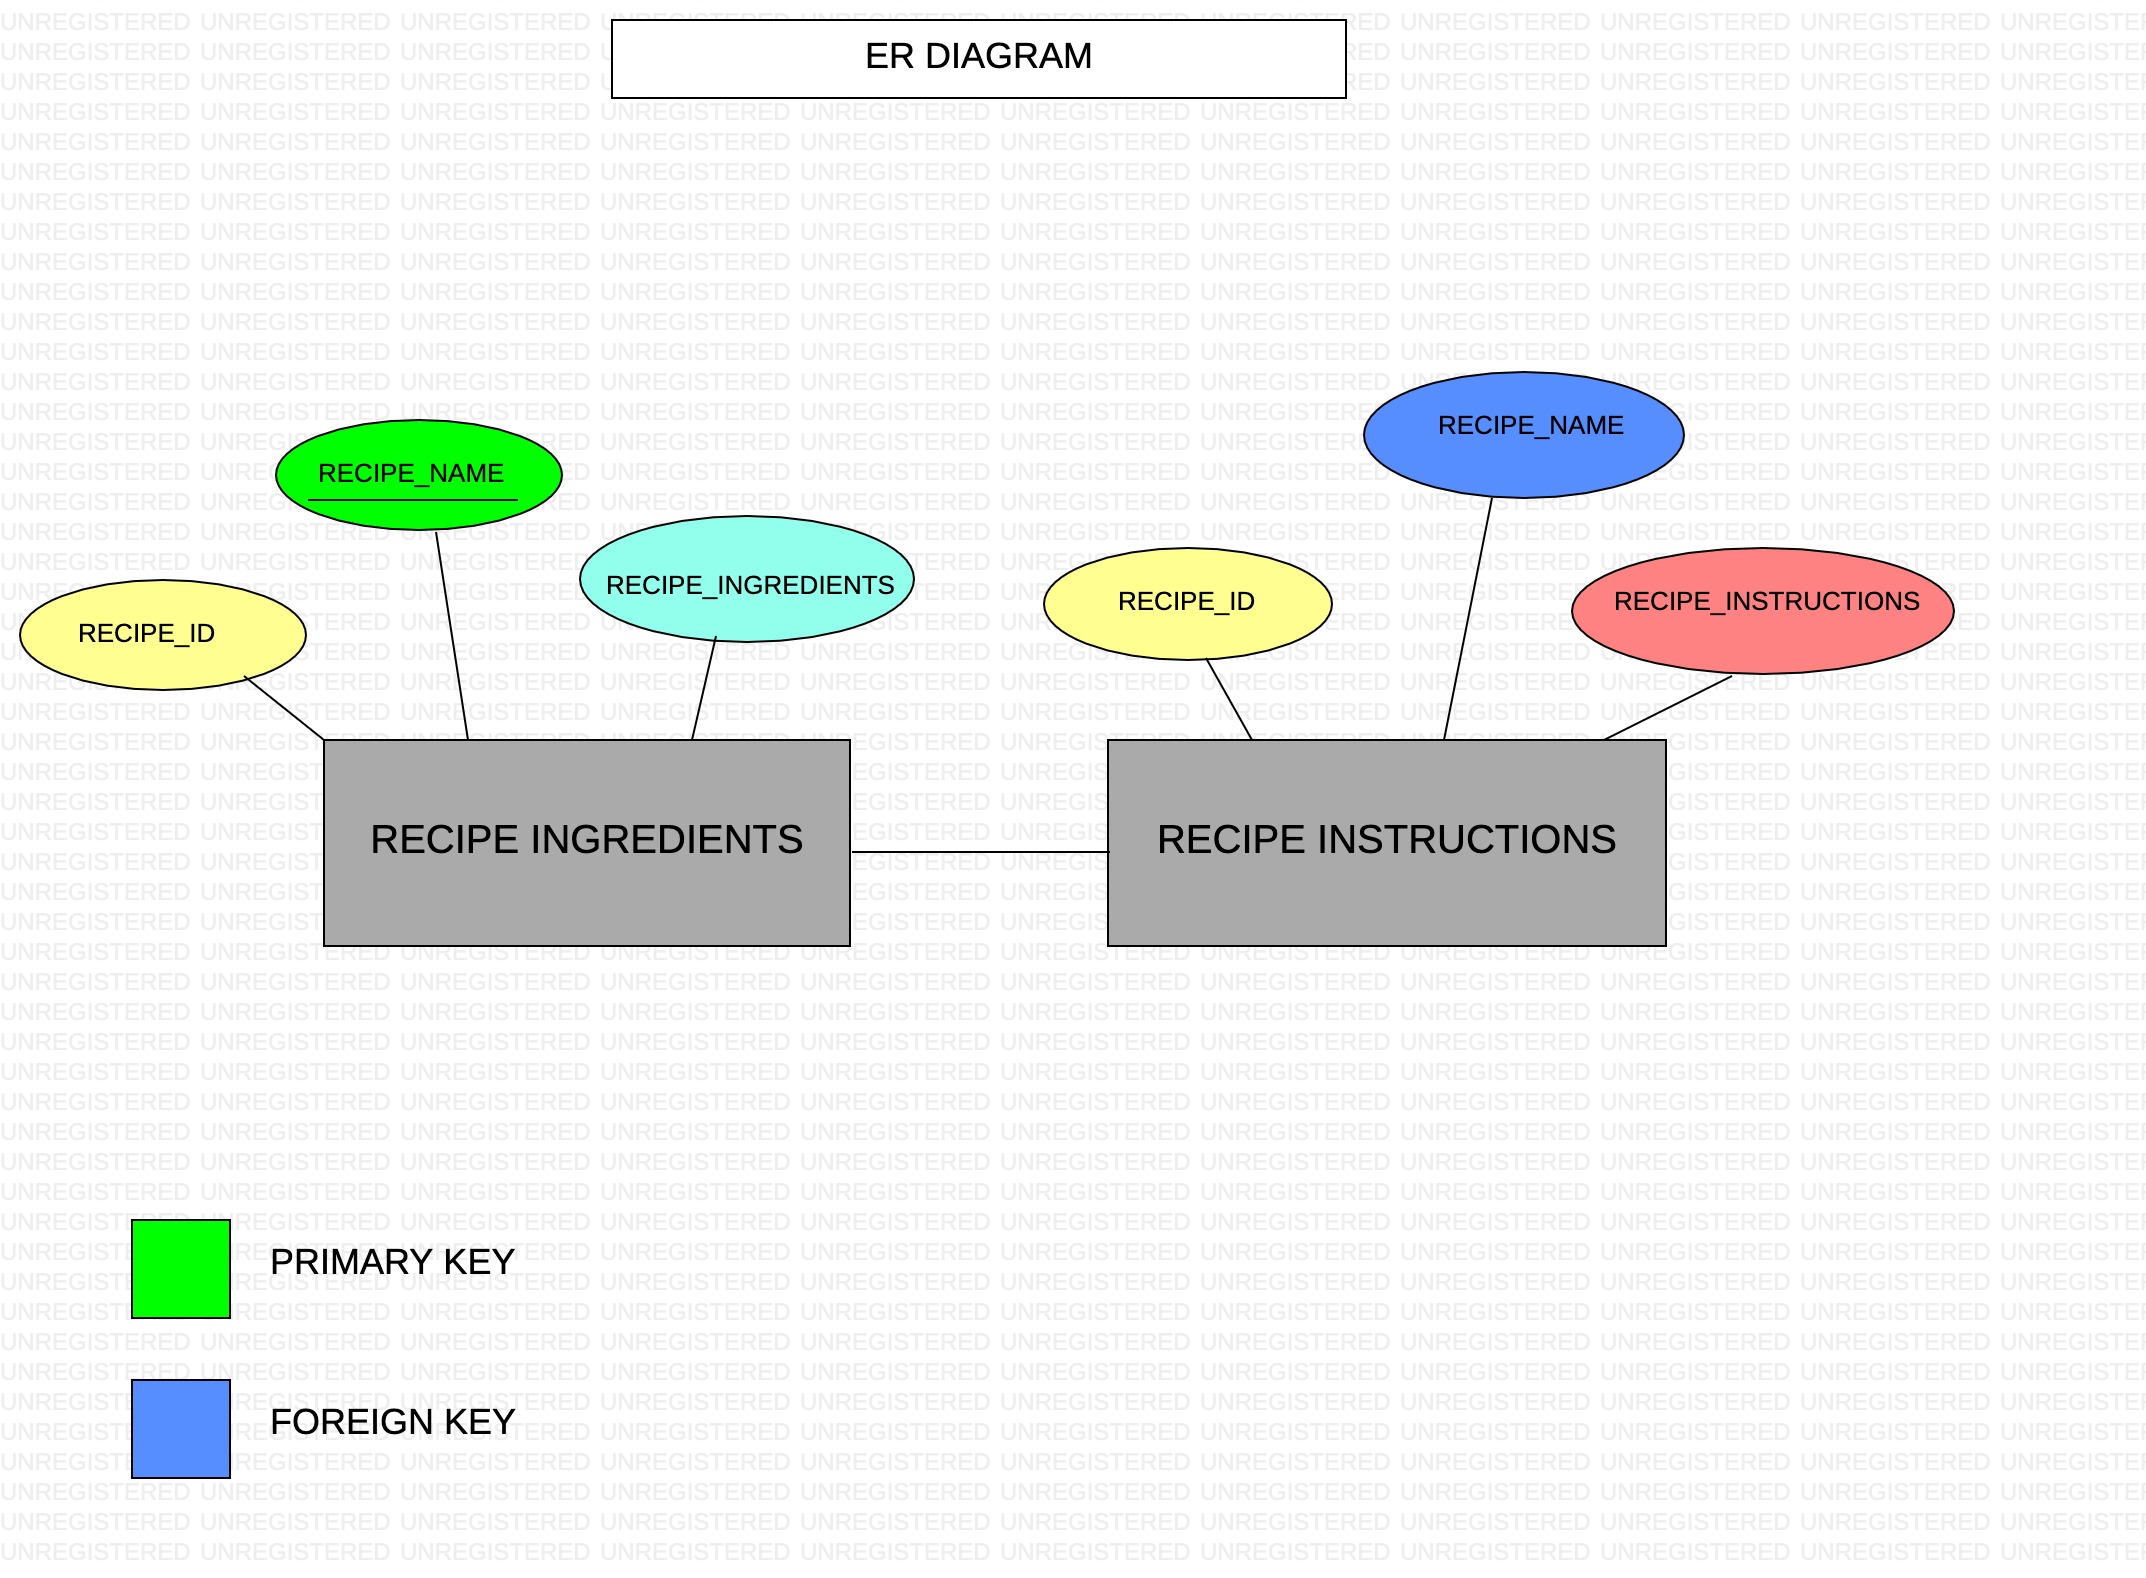 ER DIAGRAM
RECIPE_NAME
RECIPE_NAME
RECIPE_INGREDIENTS
RECIPE_ID
RECIPE_INSTRUCTIONS
RECIPE_ID
RECIPE INGREDIENTS
RECIPE INSTRUCTIONS
PRIMARY KEY
FOREIGN KEY
UNREGISTERED